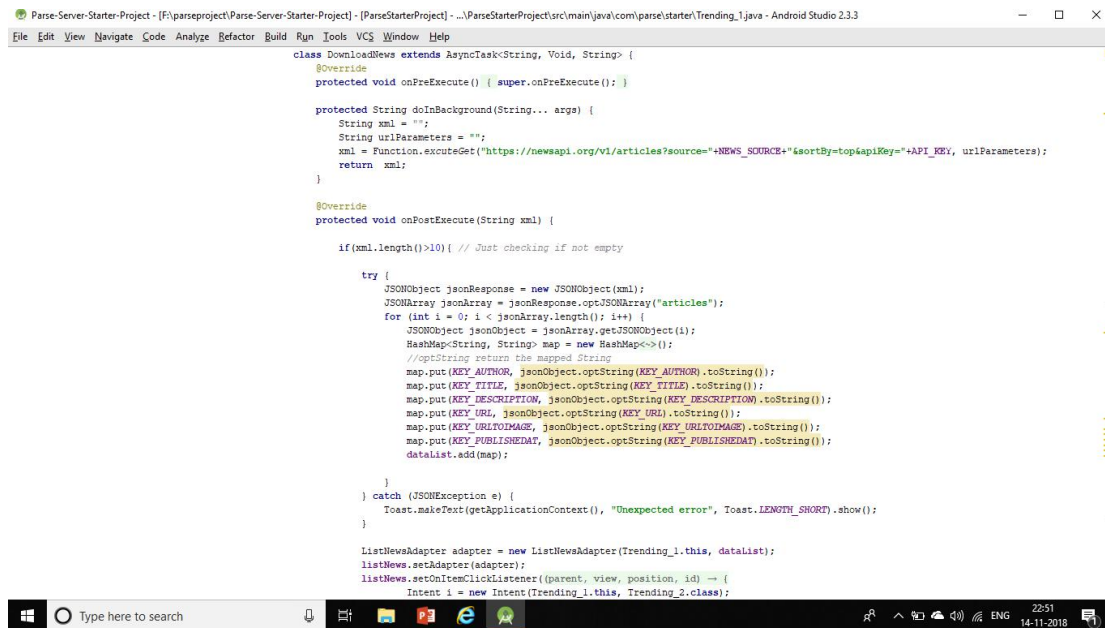 Parse-Server-Starter-Project - [F:\parseproject\Parse-Server-Starter-Project] - [ParseStarterProject] - ...\ParseStarterProject\src\main\java\com\parse\starter\Trending_1.java - Android Studio 2.3.3
File Edit View Navigate Code Analyze Refactor Build Run Tools VCS Window Help
class DownloadNews extends AsyncTask<String, Void, String> {
@Override
protected void onPreExecute() { super.onPreExecute(); }
protected String doInBackground(String... args) {
String xml = "";
String urlParameters = "";
xml = Function.excuteGet("https://newsapi.org/v1/articles?source="+NEWS_SOURCE+"&sortBy=top&apiKey="+API_KEY, urlParameters);
return xml;
}
@Override
protected void onPostExecute(String xml) {
if(xml.length()>10){ // Just checking if not empty
try {
JSONObject jsonResponse = new JSONObject(xml);
JSONArray jsonArray = jsonResponse.optJSONArray("articles");
for (int i = 0; i < jsonArray.length(); i++) {
JSONObject jsonObject = jsonArray.getJSONObject(i);
HashMap<String, String> map = new HashMap<~>();
//optString return the mapped String
map.put(KEY_AUTHOR, jsonObject.optString(KEY_AUTHOR).toString());
map.put(KEY_TITLE, jsonObject.optString(KEY_TITLE).toString());
map.put(KEY_DESCRIPTION, jsonObject.optString(KEY_DESCRIPTION).toString());
map.put(KEY_URL, jsonObject.optString(KEY_URL).toString());
map.put(KEY_URLTOIMAGE, jsonObject.optString(KEY_URLTOIMAGE).toString());
map.put(KEY_PUBLISHEDAT, jsonObject.optString(KEY_PUBLISHEDAT).toString());
dataList.add(map);
}
} catch (JSONException e) {
Toast.makeText(getApplicationContext(), "Unexpected error", Toast.LENGTH_SHORT).show();
}
ListNewsAdapter adapter = new ListNewsAdapter(Trending_1.this, dataList);
listNews.setAdapter(adapter);
listNews.setOnItemClickListener((parent, view, position, id) → {
Intent i = new Intent(Trending_1.this, Trending_2.class);
Type here to search
ENG
22:51
14-11-2018